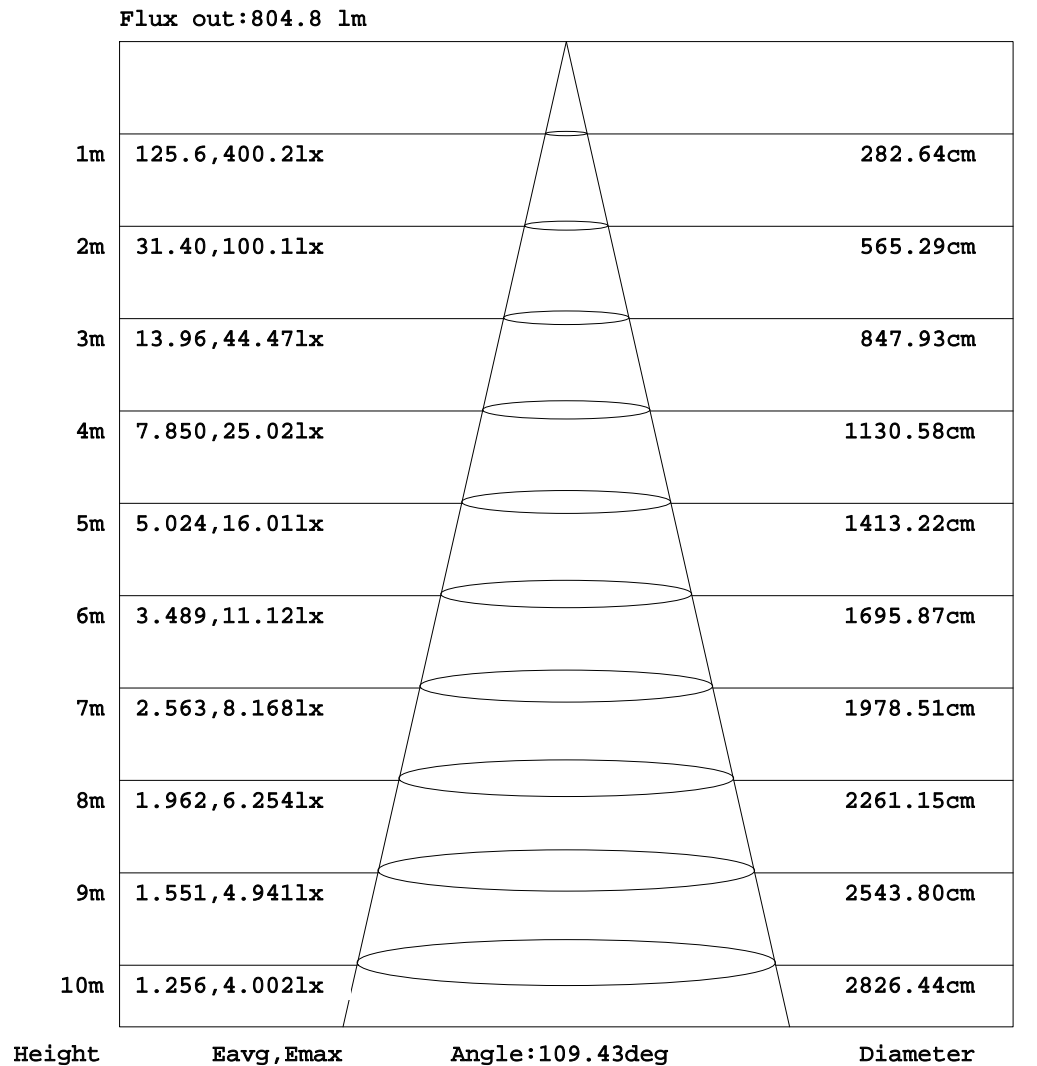 Flux out:804.8 lm
1m 125.6,400.2lx 282.64cm
2m 31.40,100.1lx 565.29cm
3m 13.96,44.47lx 847.93cm
4m 7.850,25.02lx 1130.58cm
5m 5.024,16.01lx 1413.22cm
6m 3.489,11.12lx 1695.87cm
7m 2.563,8.168lx 1978.51cm
8m 1.962,6.254lx 2261.15cm
9m 1.551,4.941lx 2543.80cm
10m 1.256,4.002lx 2826.44cm
Height Eavg,Emax Angle:109.43deg Diameter